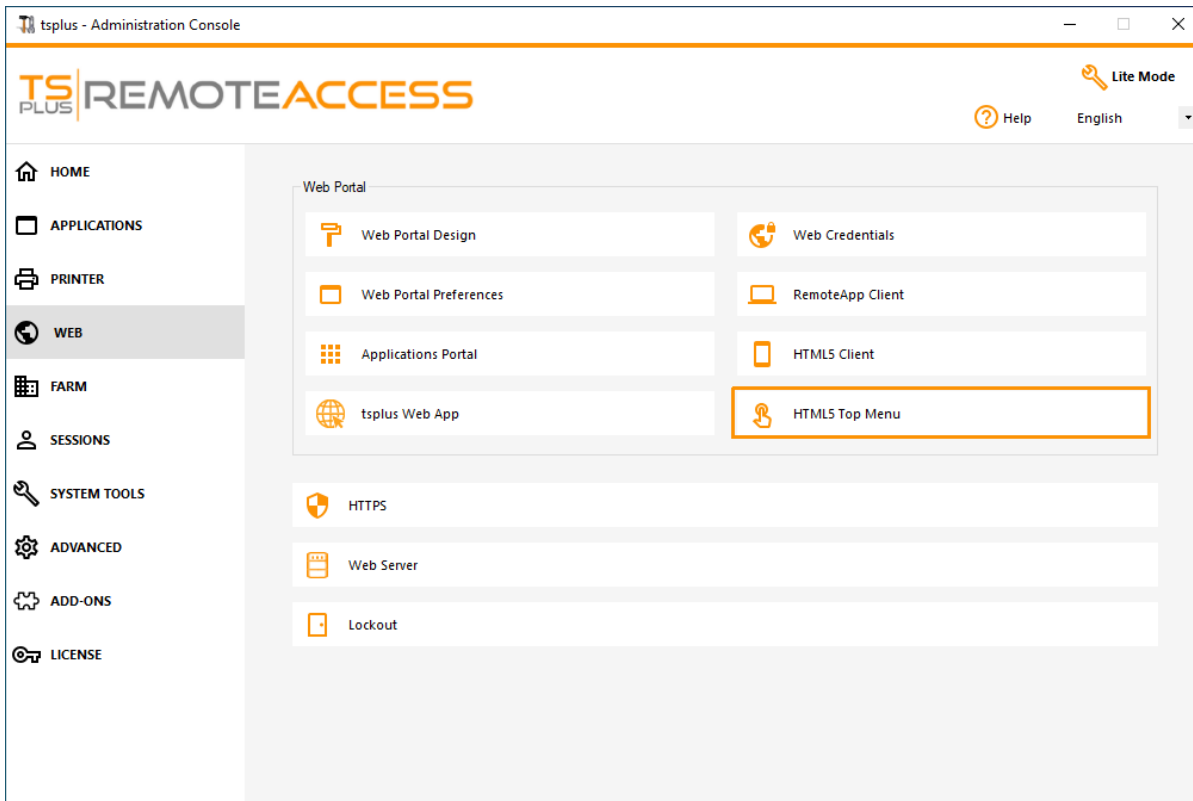 tsplus - Administration Console
TS PLUS REMOTEACCESS
Lite Mode
? Help
English
HOME
APPLICATIONS
PRINTER
WEB
FARM
SESSIONS
SYSTEM TOOLS
ADVANCED
ADD-ONS
LICENSE
Web Portal
Web Portal Design
Web Credentials
Web Portal Preferences
RemoteApp Client
Applications Portal
HTML5 Client
tsplus Web App
HTML5 Top Menu
HTTPS
Web Server
Lockout